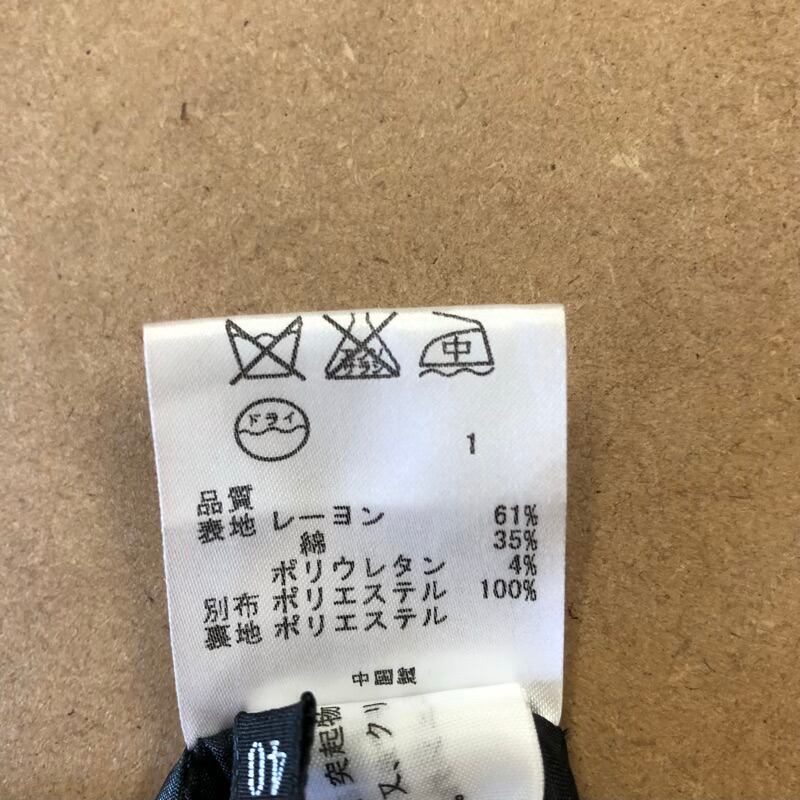 中
ドライ
1
品質
表地 レーヨン 61%
綿 35%
ポリウレタン 4%
別布 ポリエステル 100%
裏地 ポリエステル
中国製
40
突起物
又、クリ